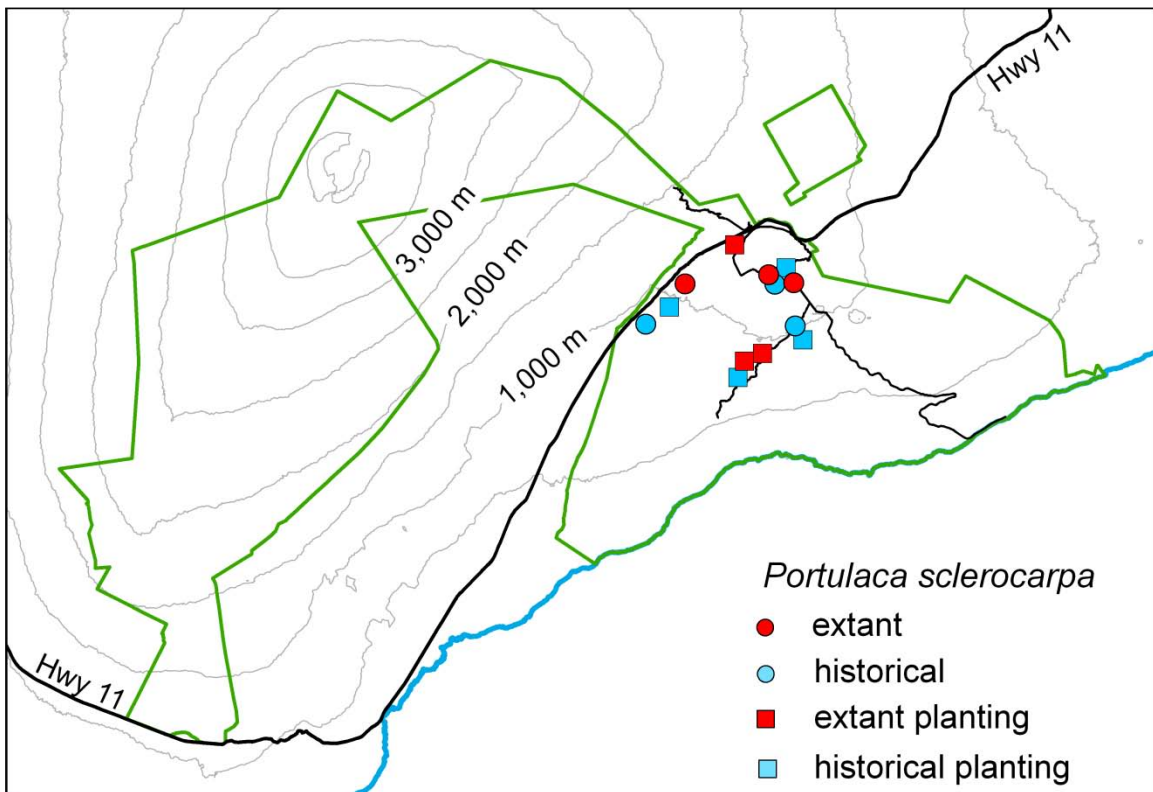 Hwy 11
3,000 m
2,000 m
1,000 m
Portulaca sclerocarpa
extant
historical
extant planting
historical planting
Hwy 11